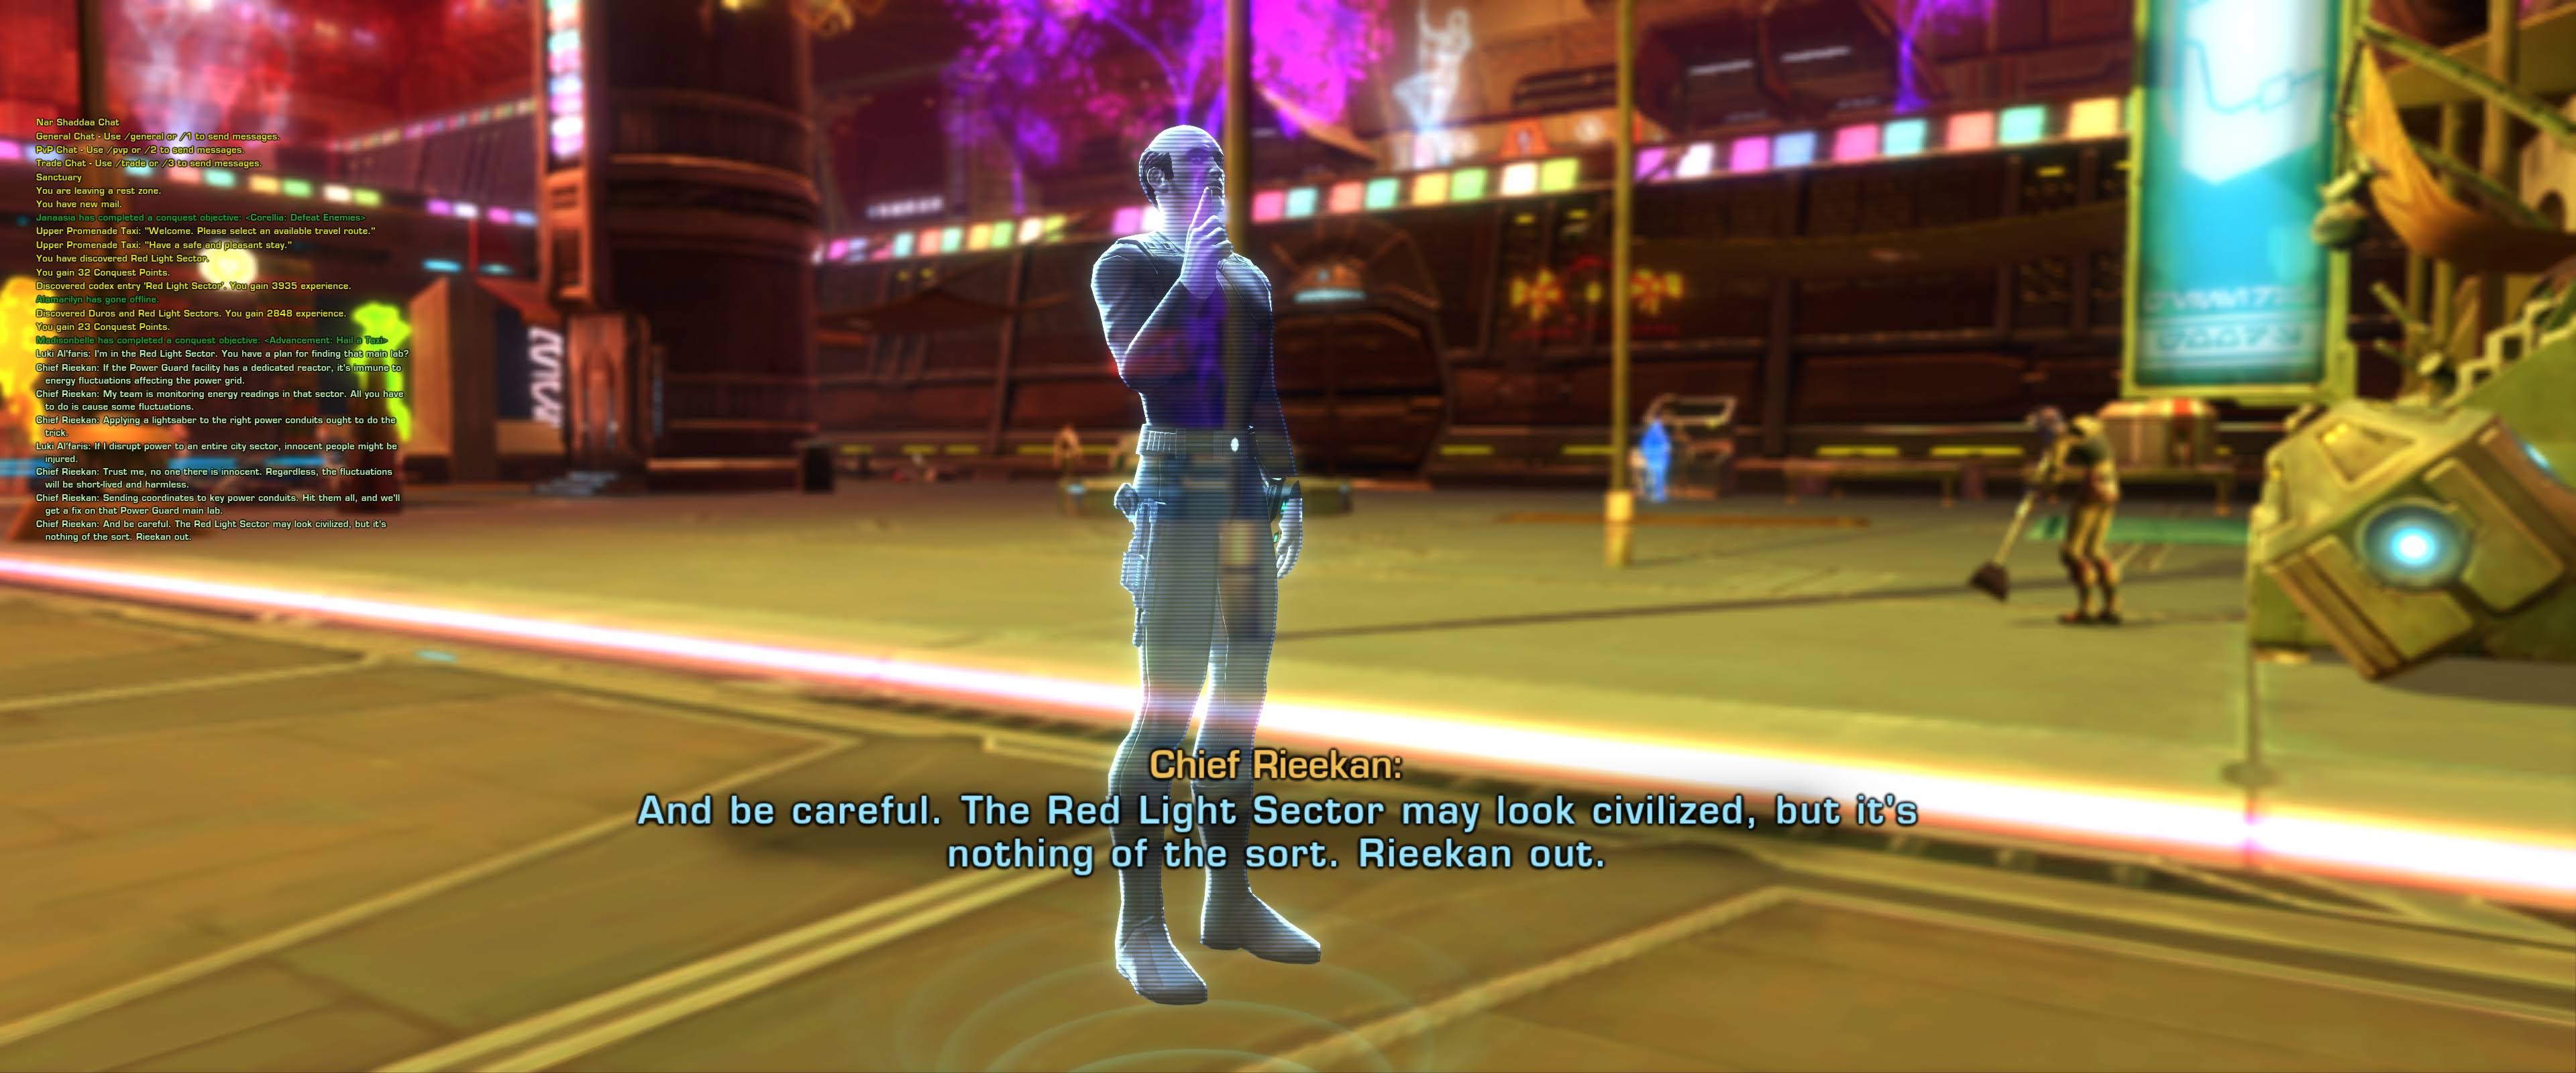 Nar Shaddaa Chat
General Chat - Use /general or /1 to send messages.
PvP Chat - Use /pvp or /2 to send messages.
Trade Chat - Use /trade or /3 to send messages.
Sanctuary
You are leaving a rest zone.
You have new mail.
Janaasia has completed a conquest objective: <Corellia: Defeat Enemies>
Upper Promenade Taxi: "Welcome. Please select an available travel route."
Upper Promenade Taxi: "Have a safe and pleasant stay."
You have discovered Red Light Sector.
You gain 32 Conquest Points.
Discovered codex entry 'Red Light Sector'. You gain 3935 experience.
Alamarilyn has gone offline.
Discovered Duros and Red Light Sectors. You gain 2848 experience.
You gain 23 Conquest Points.
Madisonbelle has completed a conquest objective: <Advancement: Hail a Taxi>
Luki Al'faris: I'm in the Red Light Sector. You have a plan for finding that main lab?
Chief Rieekan: If the Power Guard facility has a dedicated reactor, it's immune to
energy fluctuations affecting the power grid.
Chief Rieekan: My team is monitoring energy readings in that sector. All you have
to do is cause some fluctuations.
Chief Rieekan: Applying a lightsaber to the right power conduits ought to do the
trick.
Luki Al'faris: If I disrupt power to an entire city sector, innocent people might be
injured.
Chief Rieekan: Trust me, no one there is innocent. Regardless, the fluctuations
will be short-lived and harmless.
Chief Rieekan: Sending coordinates to key power conduits. Hit them all, and we'll
get a fix on that Power Guard main lab.
Chief Rieekan: And be careful. The Red Light Sector may look civilized, but it's
nothing of the sort. Rieekan out.
Chief Rieekan:
And be careful. The Red Light Sector may look civilized, but it's
nothing of the sort. Rieekan out.